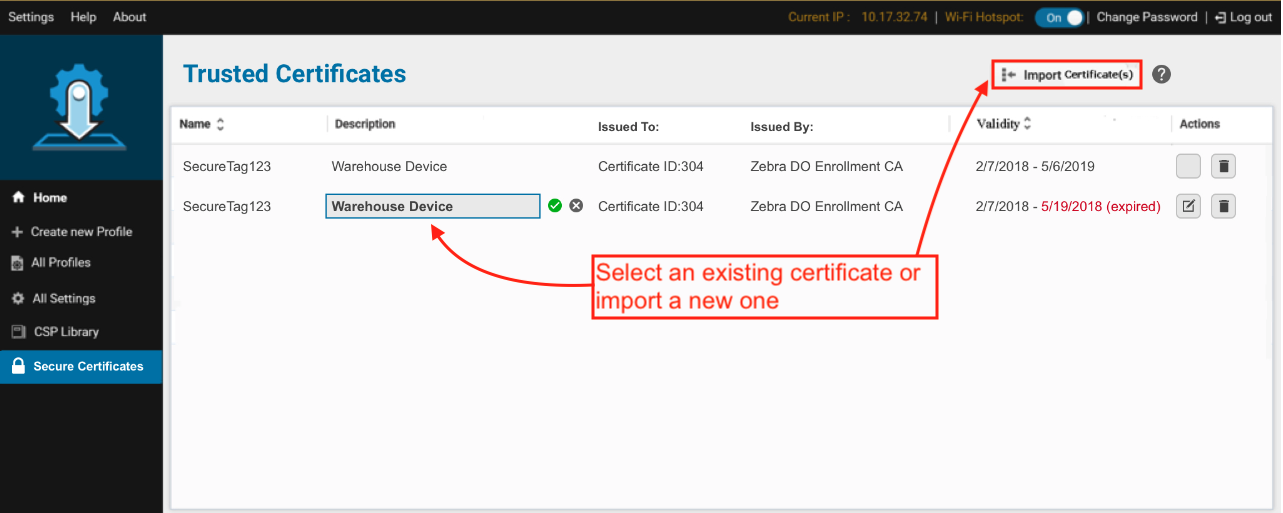 Settings Help About Current IP : 10.17.32.74 | Wi-Fi Hotspot: On | Change Password | Log out
Trusted Certificates
Import Certificate(s) ?
Name Description Issued To: Issued By: Validity Actions
SecureTag123 Warehouse Device Certificate ID:304 Zebra DO Enrollment CA 2/7/2018 - 5/6/2019
SecureTag123 Warehouse Device Certificate ID:304 Zebra DO Enrollment CA 2/7/2018 - 5/19/2018 (expired)
Home
Create new Profile
All Profiles
All Settings
CSP Library
Secure Certificates
Select an existing certificate or
import a new one